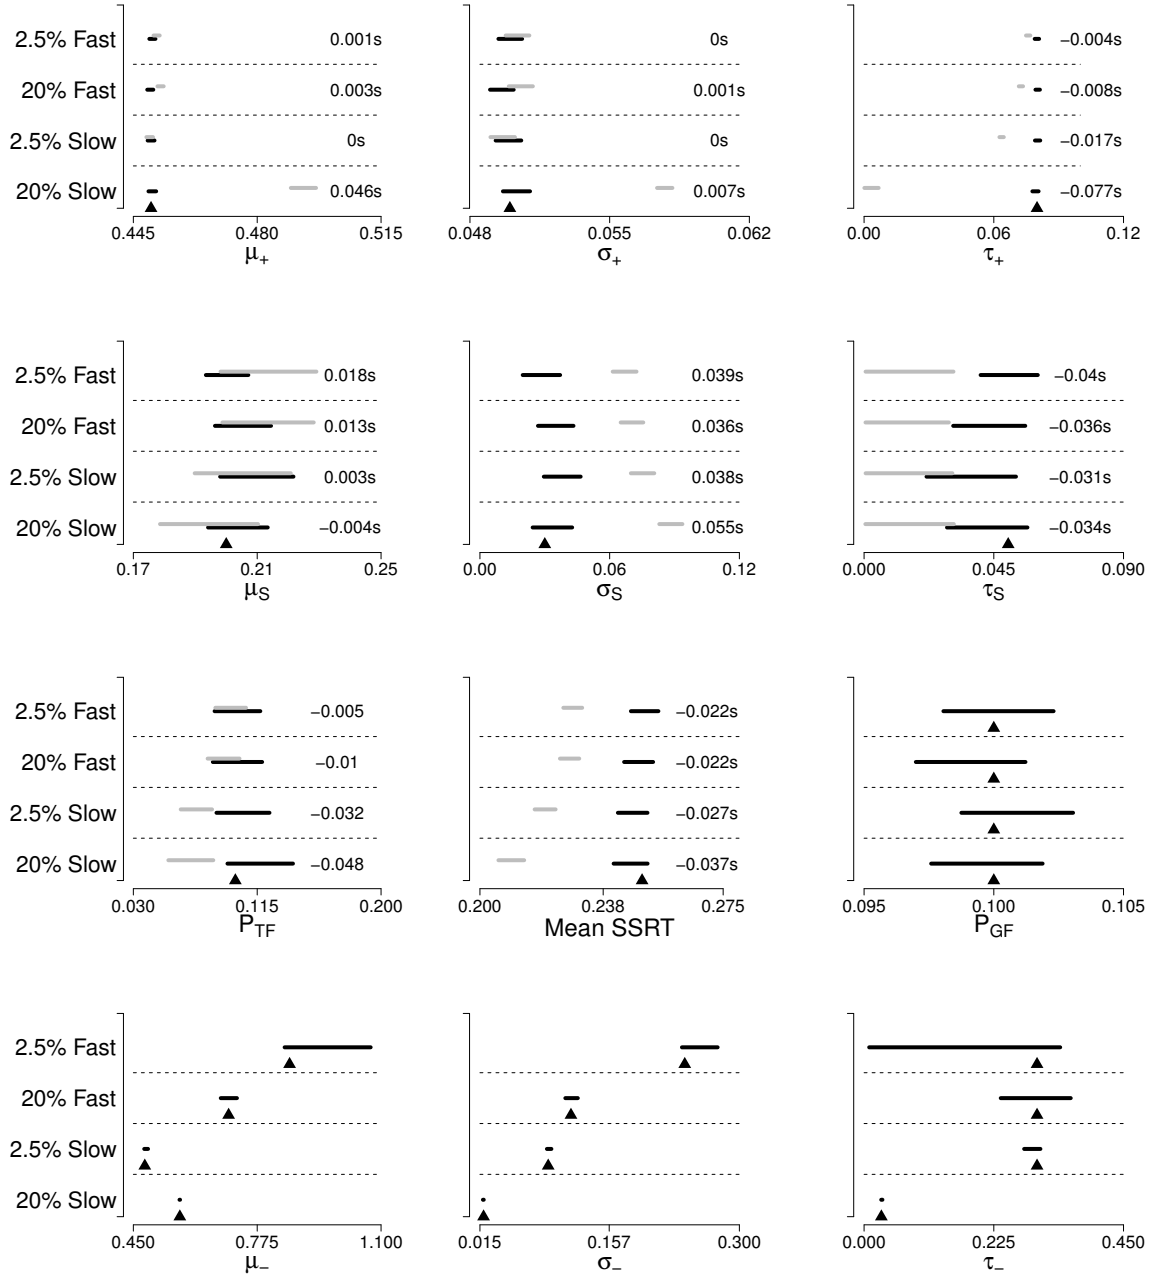 2.5% Fast 0.001s 0s −0.004s
20% Fast 0.003s 0.001s −0.008s
2.5% Slow 0s 0s −0.017s
20% Slow 0.046s 0.007s −0.077s
0.445 0.480 0.515 0.048 0.055 0.062 0.00 0.06 0.12
μ+ σ+ τ+
2.5% Fast 0.018s 0.039s −0.04s
20% Fast 0.013s 0.036s −0.036s
2.5% Slow 0.003s 0.038s −0.031s
20% Slow −0.004s 0.055s −0.034s
0.17 0.21 0.25 0.00 0.06 0.12 0.000 0.045 0.090
μS σS τS
2.5% Fast −0.005 −0.022s
20% Fast −0.01 −0.022s
2.5% Slow −0.032 −0.027s
20% Slow −0.048 −0.037s
0.030 0.115 0.200 0.200 0.238 0.275 0.095 0.100 0.105
PTF Mean SSRT PGF
2.5% Fast
20% Fast
2.5% Slow
20% Slow
0.450 0.775 1.100 0.015 0.157 0.300 0.000 0.225 0.450
μ− σ− τ−